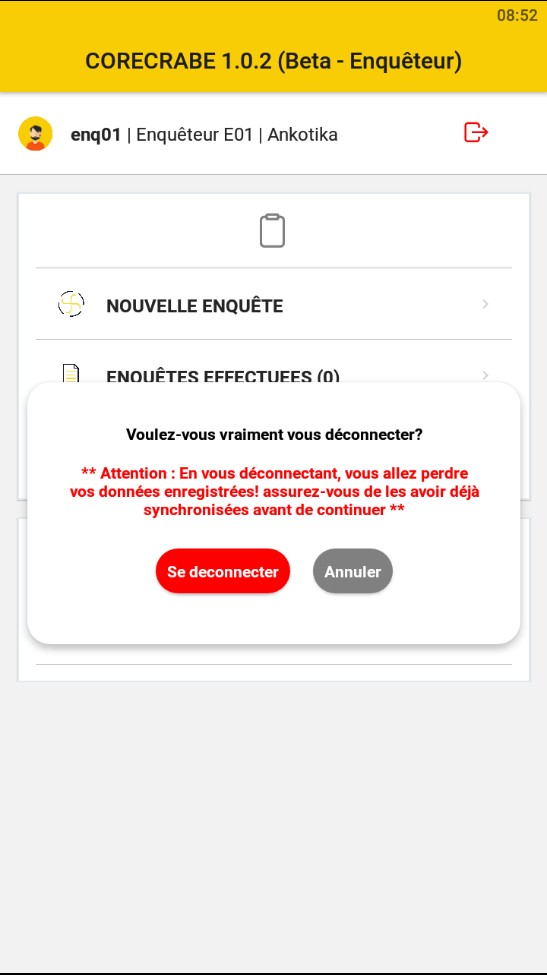 08:52
CORECRABE 1.0.2 (Beta - Enquêteur)
enq01 | Enquêteur E01 | Ankotika
NOUVELLE ENQUÊTE
ENQUÊTES EFFECTUEES (0)
Voulez-vous vraiment vous déconnecter?
** Attention : En vous déconnectant, vous allez perdre
vos données enregistrées! assurez-vous de les avoir déjà
synchronisées avant de continuer **
Se deconnecter
Annuler